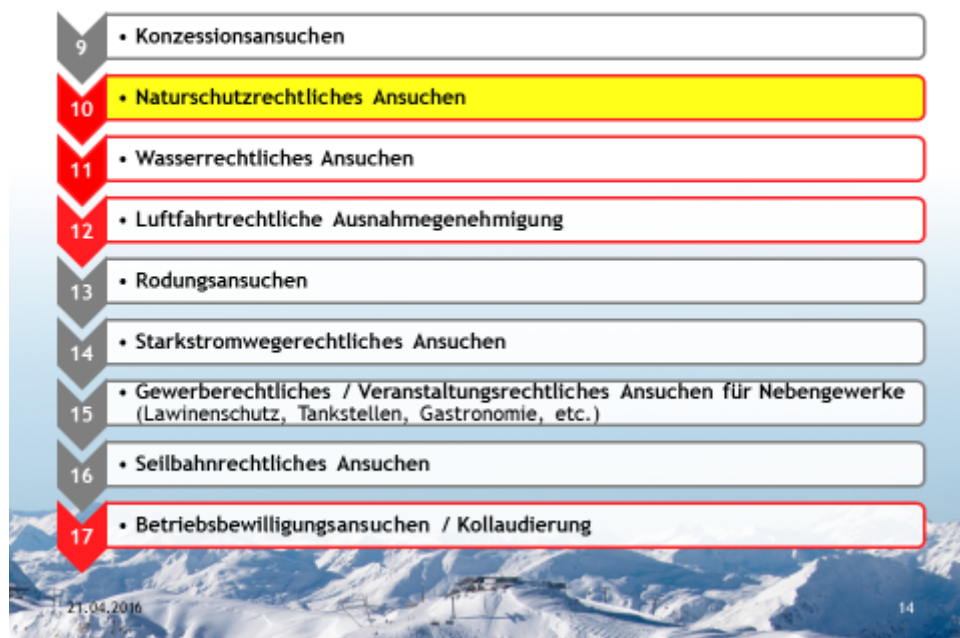 9
• Konzessionsansuchen
10
• Naturschutzrechtliches Ansuchen
11
• Wasserrechtliches Ansuchen
12
• Luftfahrtrechtliche Ausnahmegenehmigung
13
• Rodungsansuchen
14
• Starkstromwegerechtliches Ansuchen
15
• Gewerberechtliches / Veranstaltungsrechtliches Ansuchen für Nebengewerke
(Lawinenschutz, Tankstellen, Gastronomie, etc.)
16
• Seilbahnrechtliches Ansuchen
17
• Betriebsbewilligungsansuchen / Kollaudierung
21.04.2016
14